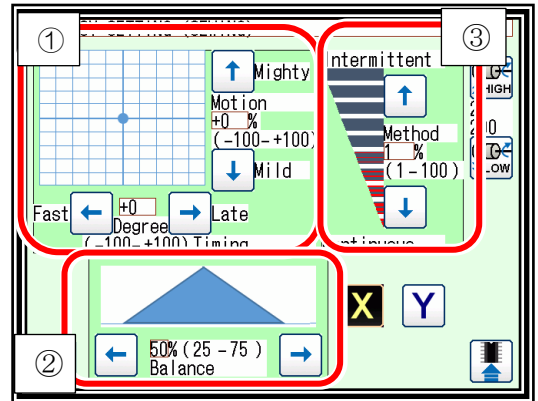 ①
Mighty
Motion
+0 %
(-100-+100)
Mild
Fast
+0
Late
Degree
(-100-+100) Timing
③
Intermittent
Method
1 %
(1-100)
Continuous
HIGH
LOW
②
50% (25 -75 )
Balance
X
Y